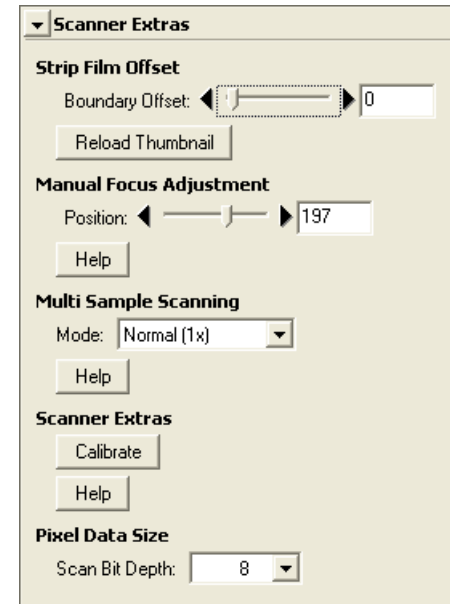 Scanner Extras
Strip Film Offset
Boundary Offset: 0
Reload Thumbnail
Manual Focus Adjustment
Position: 197
Help
Multi Sample Scanning
Mode: Normal (1x)
Help
Scanner Extras
Calibrate
Help
Pixel Data Size
Scan Bit Depth: 8